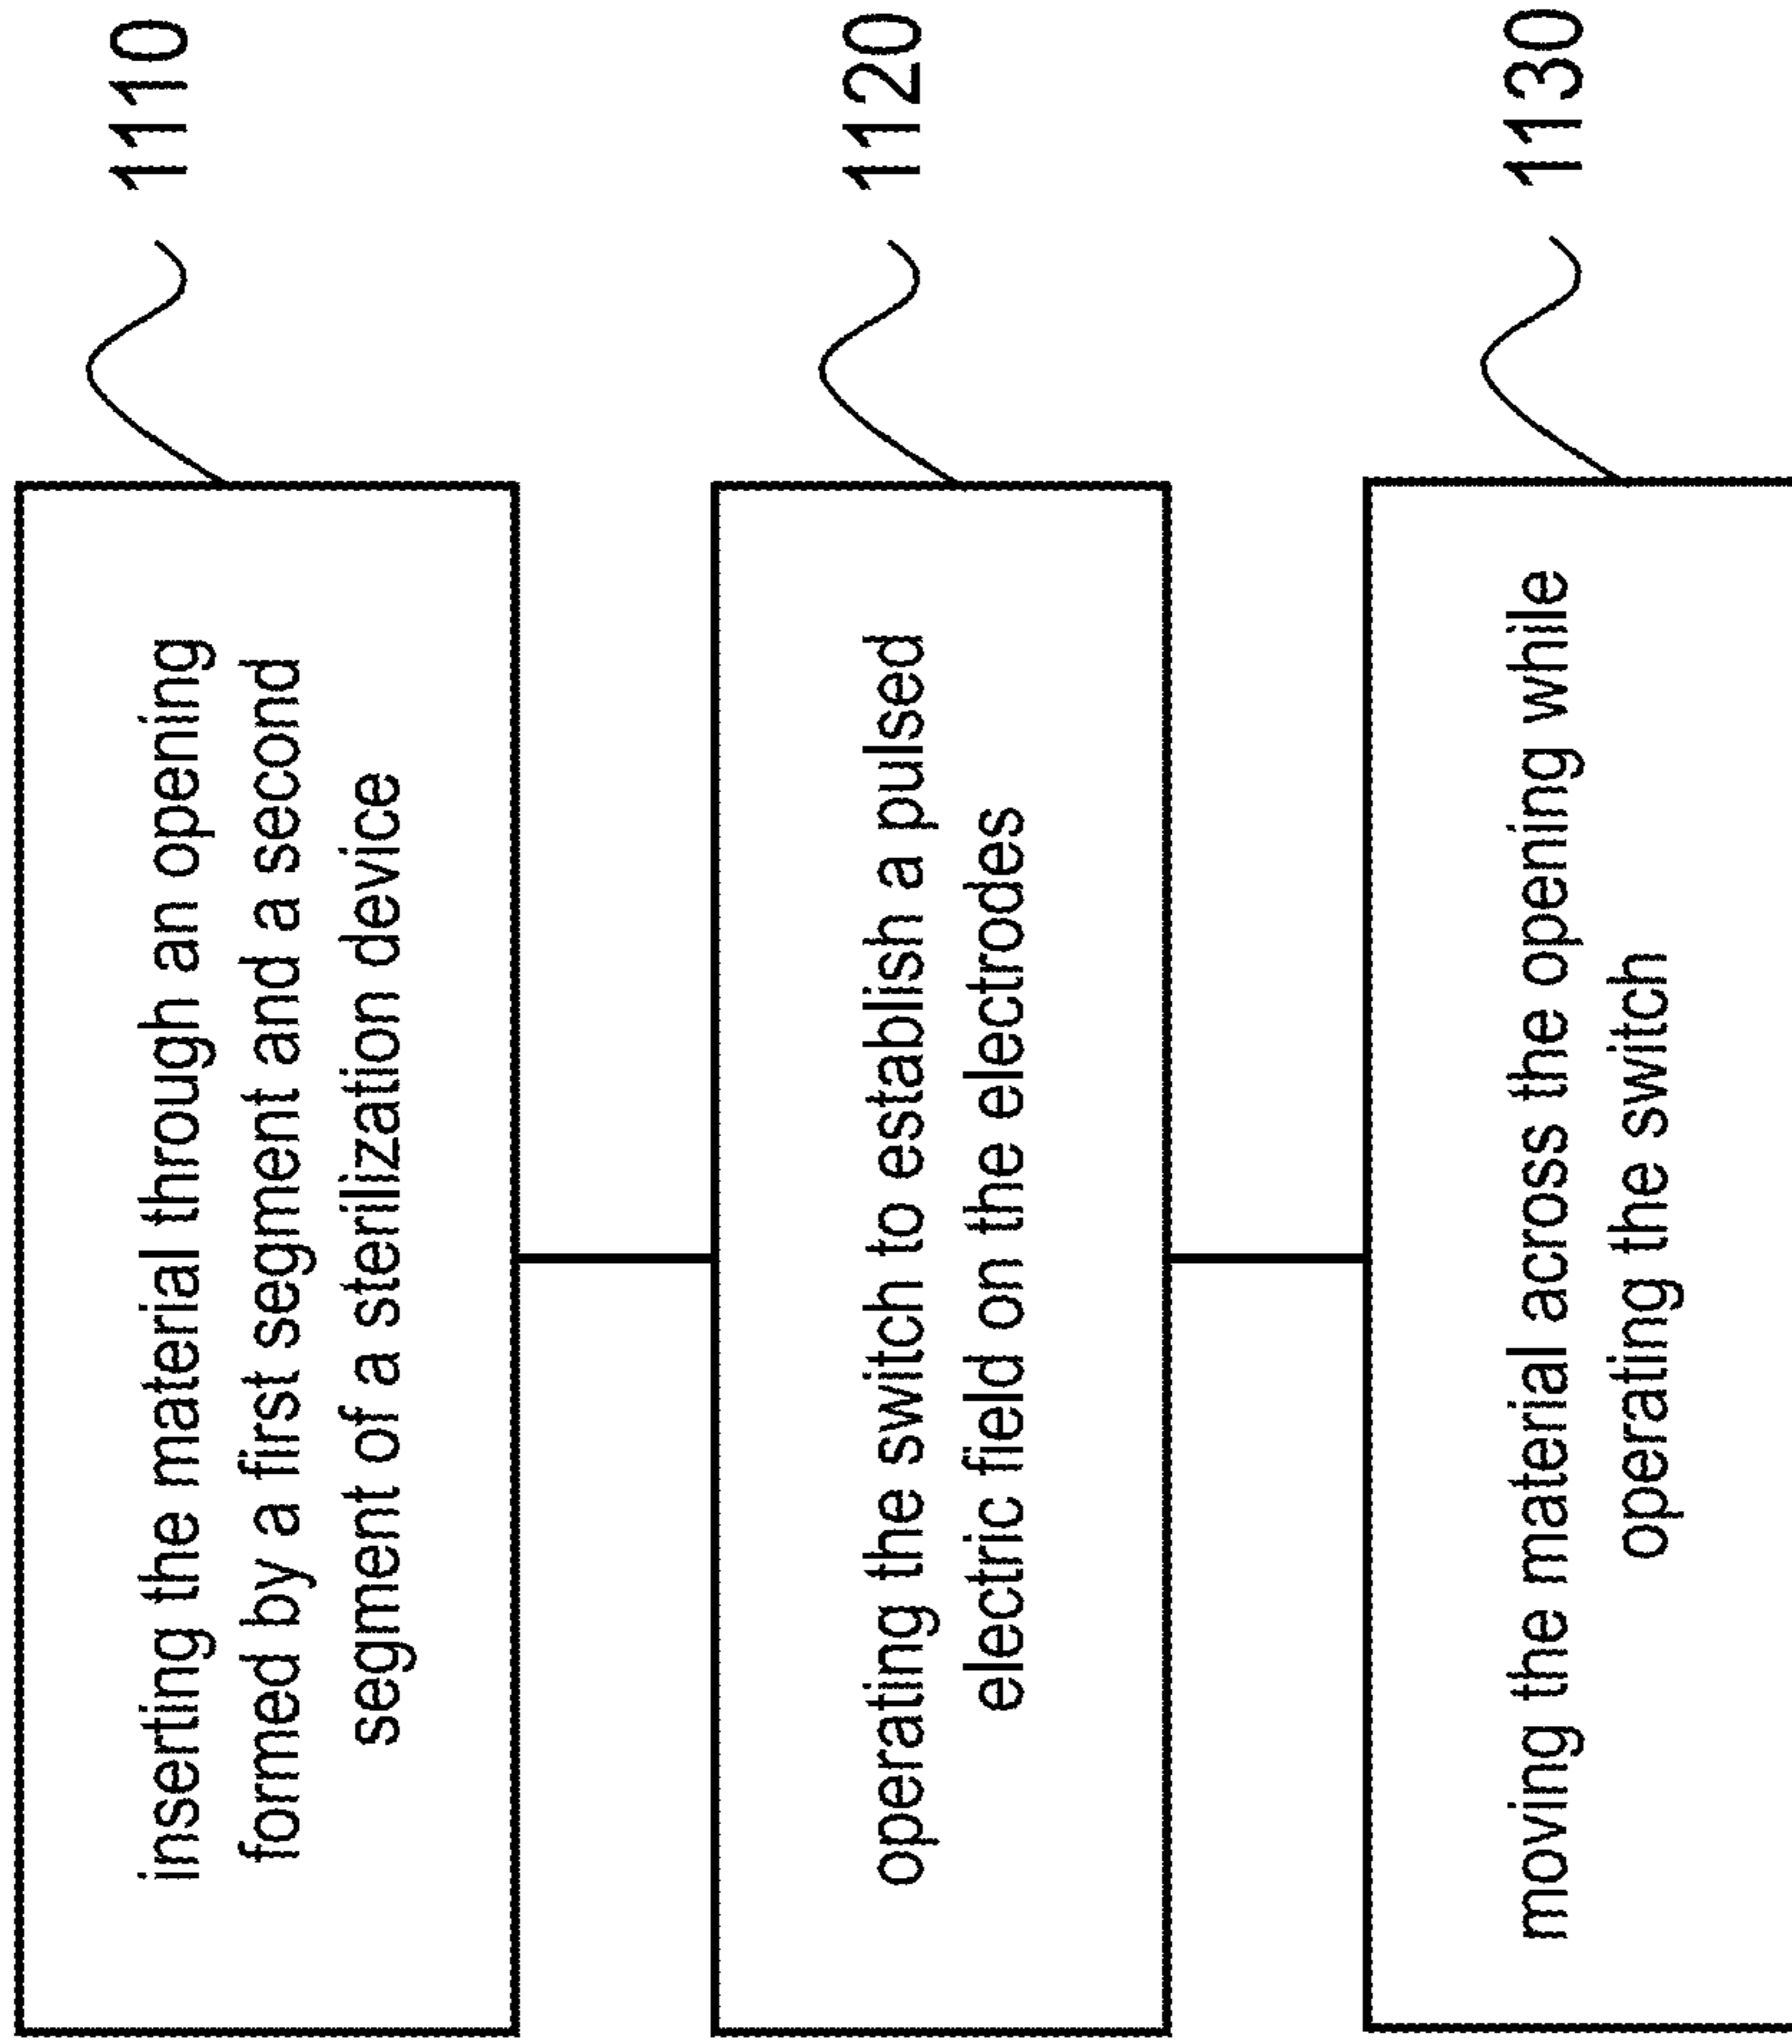 inserting the material through an opening
formed by a first segment and a second
segment of a sterilization device
1110
operating the switch to establish a pulsed
electric field on the electrodes
1120
moving the material across the opening while
operating the switch
1130